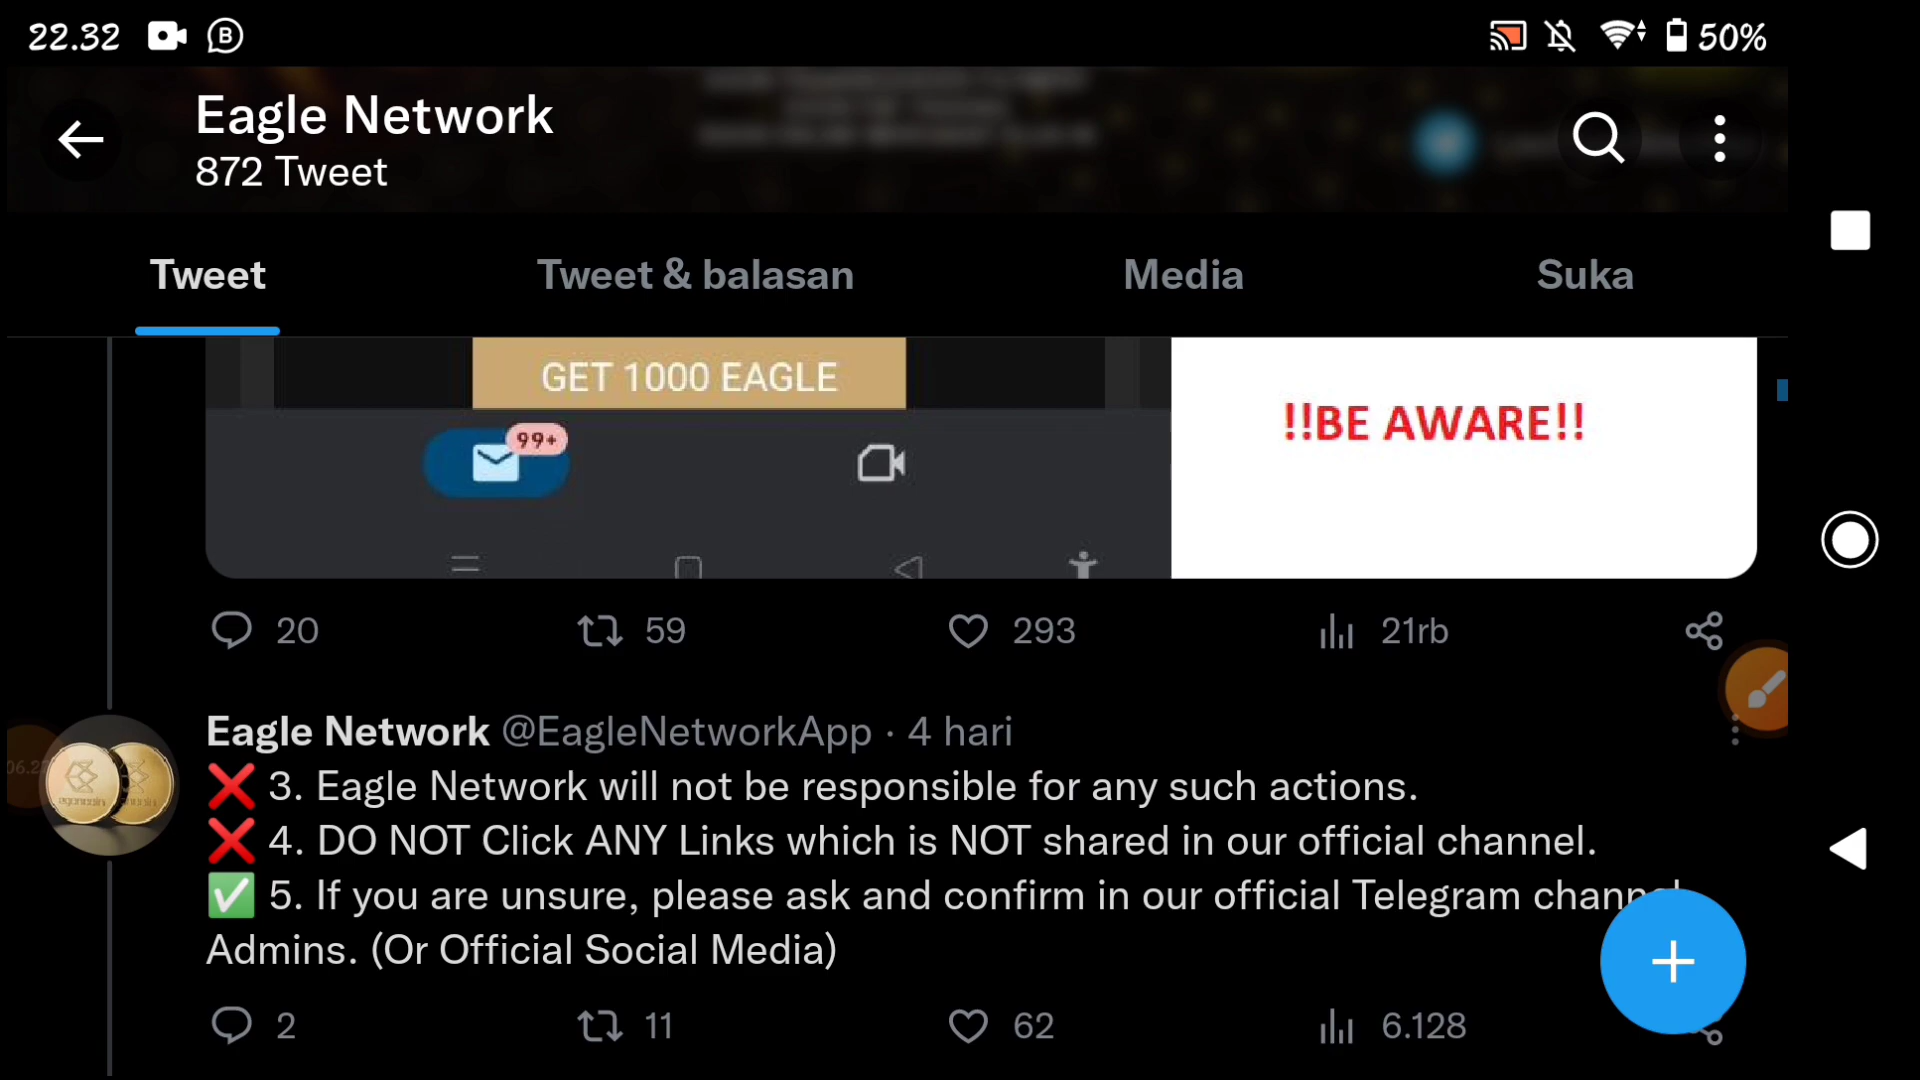 22.32
50%
Eagle Network
872 Tweet
Tweet
Tweet & balasan
Media
Suka
GET 1000 EAGLE
!!BE AWARE!!
99+
20
59
293
21rb
Eagle Network @EagleNetworkApp · 4 hari
❌ 3. Eagle Network will not be responsible for any such actions.
❌ 4. DO NOT Click ANY Links which is NOT shared in our official channel.
✅ 5. If you are unsure, please ask and confirm in our official Telegram channel
Admins. (Or Official Social Media)
2
11
62
6.128